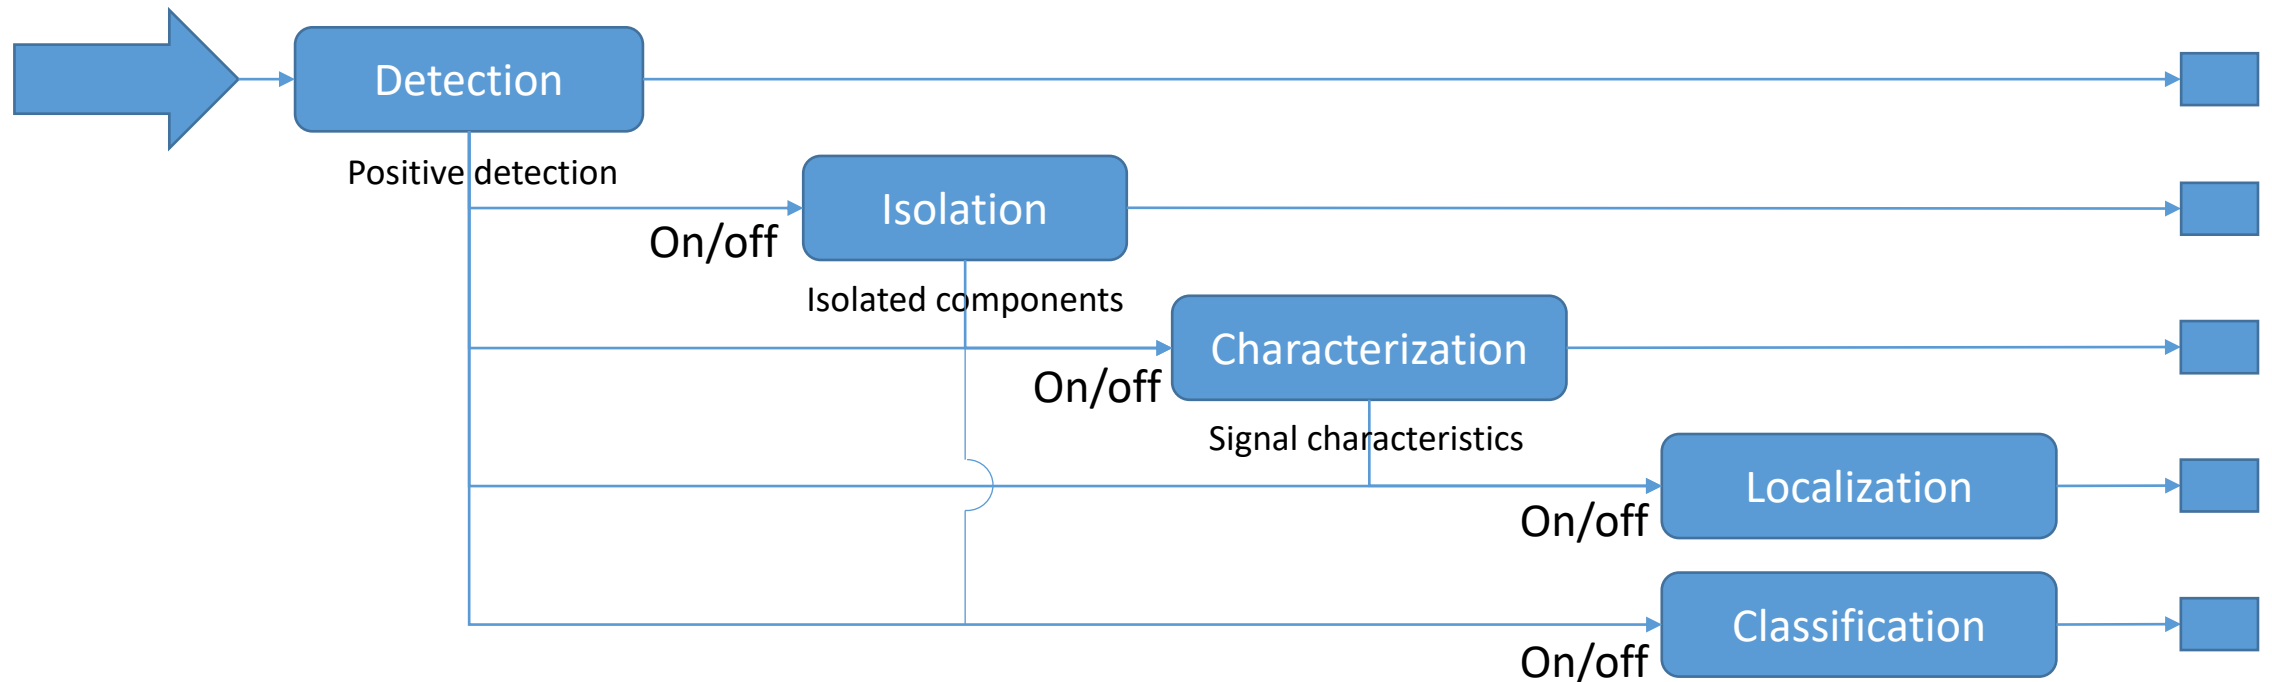 Detection
Positive detection
Isolation
On/off
Isolated components
Characterization
On/off
Signal characteristics
Localization
On/off
Classification
On/off